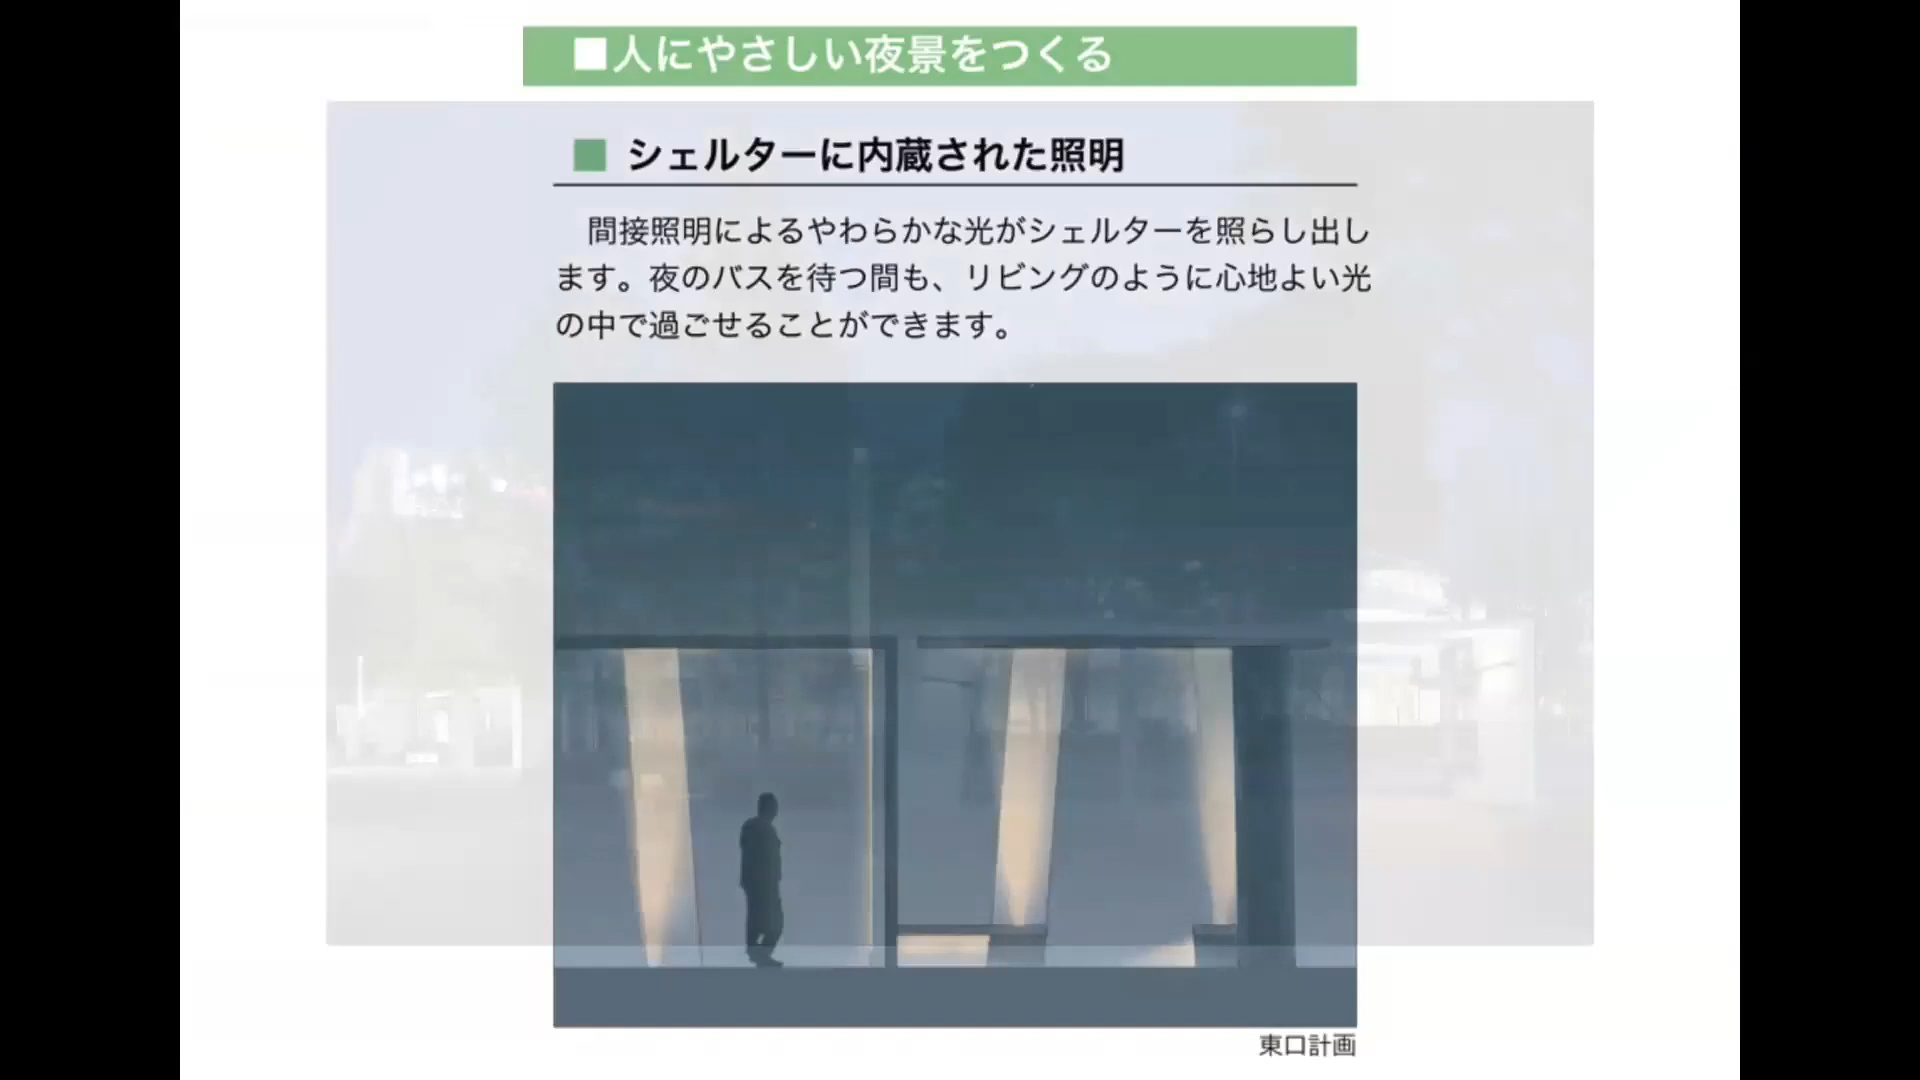 ■人にやさしい夜景をつくる
■ シェルターに内蔵された照明
間接照明によるやわらかな光がシェルターを照らし出し
ます。夜のバスを待つ間も、リビングのように心地よい光
の中で過ごせることができます。
東口計画